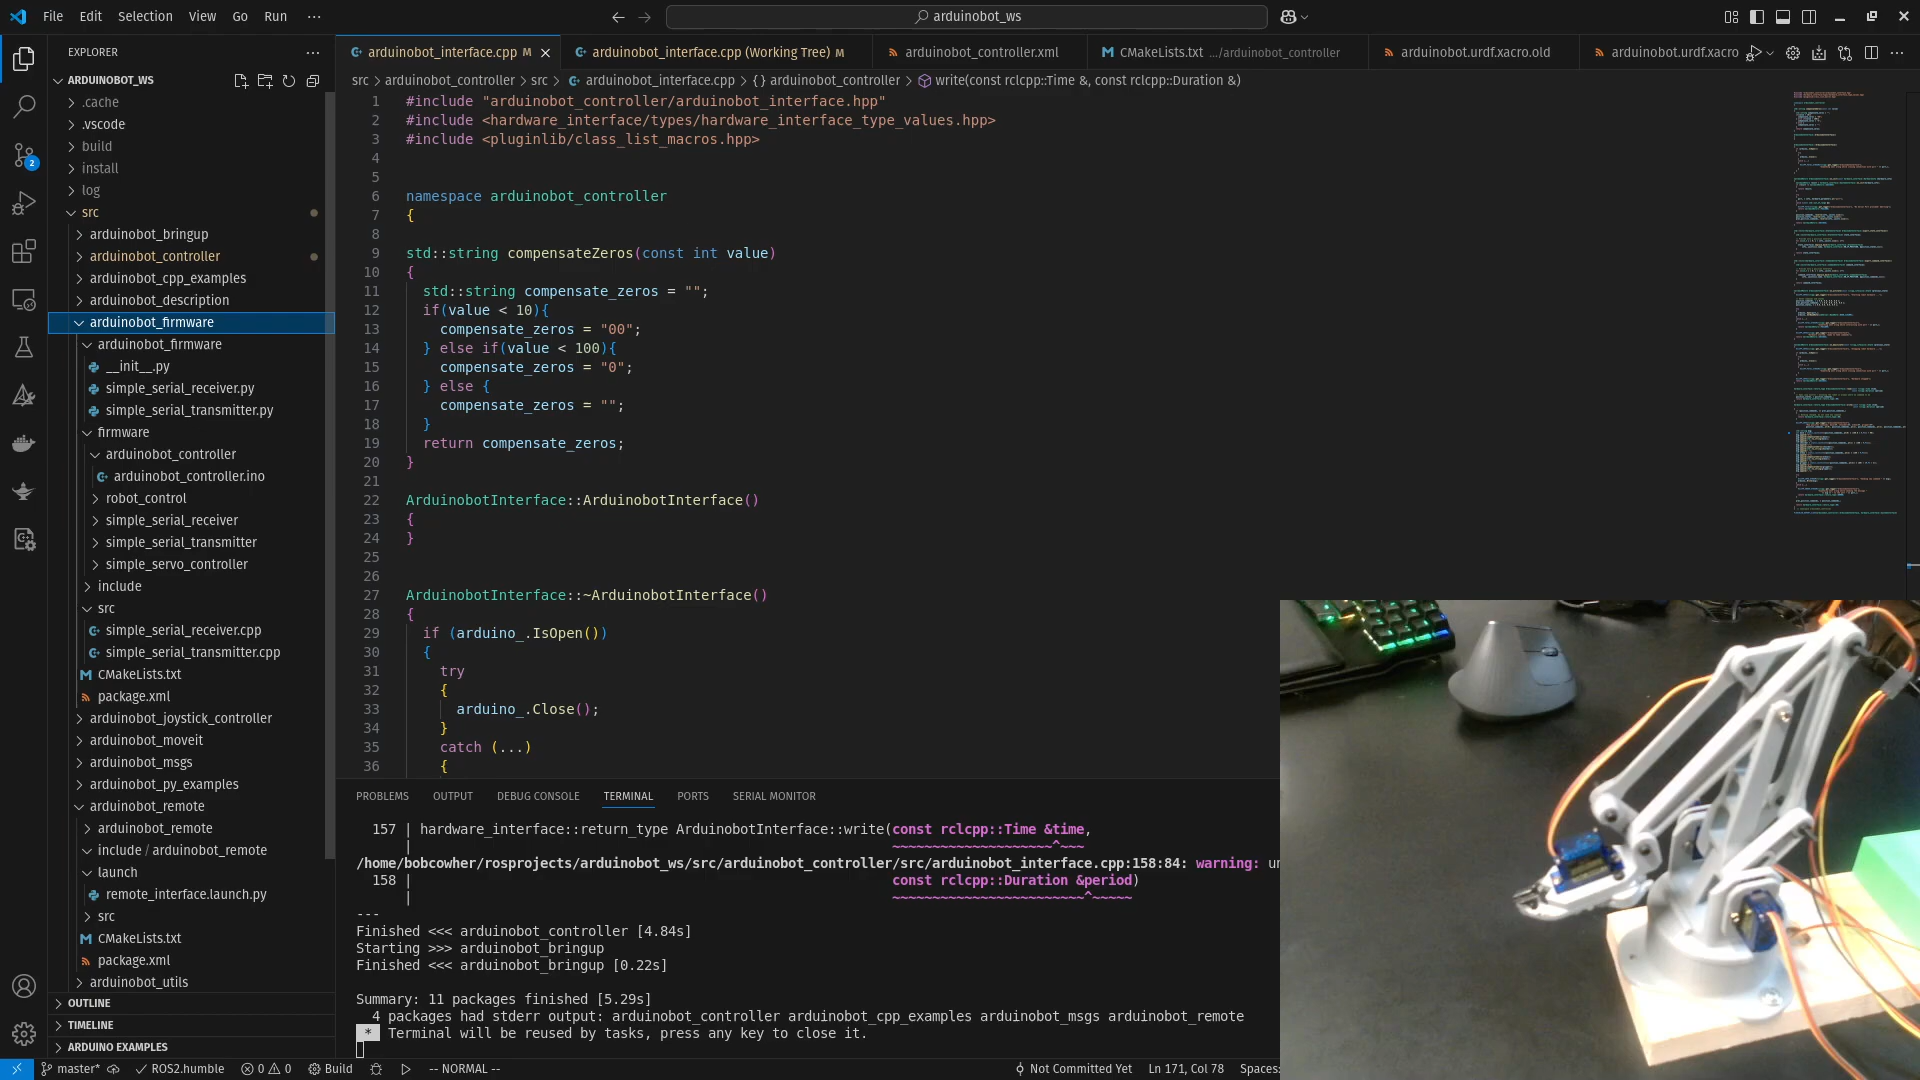 File Edit Selection View Go Run ···
arduinobot_ws
EXPLORER ···
ARDUINOBOT_WS
.cache
.vscode
build
install
log
src
arduinobot_bringup
arduinobot_controller
arduinobot_cpp_examples
arduinobot_description
arduinobot_firmware
arduinobot_firmware
__init__.py
simple_serial_receiver.py
simple_serial_transmitter.py
firmware
arduinobot_controller
arduinobot_controller.ino
robot_control
simple_serial_receiver
simple_serial_transmitter
simple_servo_controller
include
src
simple_serial_receiver.cpp
simple_serial_transmitter.cpp
CMakeLists.txt
package.xml
arduinobot_joystick_controller
arduinobot_moveit
arduinobot_msgs
arduinobot_py_examples
arduinobot_remote
arduinobot_remote
include / arduinobot_remote
launch
remote_interface.launch.py
src
CMakeLists.txt
package.xml
arduinobot_utils
OUTLINE
TIMELINE
ARDUINO EXAMPLES
2
arduinobot_interface.cpp M arduinobot_interface.cpp (Working Tree) M arduinobot_controller.xml CMakeLists.txt .../arduinobot_controller arduinobot.urdf.xacro.old arduinobot.urdf.xacro
src > arduinobot_controller > src > arduinobot_interface.cpp > {} arduinobot_controller > write(const rclcpp::Time &, const rclcpp::Duration &)
1 #include "arduinobot_controller/arduinobot_interface.hpp"
2 #include <hardware_interface/types/hardware_interface_type_values.hpp>
3 #include <pluginlib/class_list_macros.hpp>
4
5
6 namespace arduinobot_controller
7 {
8
9 std::string compensateZeros(const int value)
10 {
11 std::string compensate_zeros = "";
12 if(value < 10){
13 compensate_zeros = "00";
14 } else if(value < 100){
15 compensate_zeros = "0";
16 } else {
17 compensate_zeros = "";
18 }
19 return compensate_zeros;
20 }
21
22 ArduinobotInterface::ArduinobotInterface()
23 {
24 }
25
26
27 ArduinobotInterface::~ArduinobotInterface()
28 {
29 if (arduino_.IsOpen())
30 {
31 try
32 {
33 arduino_.Close();
34 }
35 catch (...)
36 {
PROBLEMS OUTPUT DEBUG CONSOLE TERMINAL PORTS SERIAL MONITOR
157 | hardware_interface::return_type ArduinobotInterface::write(const rclcpp::Time &time,
| ~~~~~~~~~~~~~~~~~~~^~~~
/home/bobcowher/rosprojects/arduinobot_ws/src/arduinobot_controller/src/arduinobot_interface.cpp:158:84: warning: un
158 | const rclcpp::Duration &period)
| ~~~~~~~~~~~~~~~~~~~~~~~^~~~~~
---
Finished <<< arduinobot_controller [4.84s]
Starting >>> arduinobot_bringup
Finished <<< arduinobot_bringup [0.22s]
Summary: 11 packages finished [5.29s]
4 packages had stderr output: arduinobot_controller arduinobot_cpp_examples arduinobot_msgs arduinobot_remote
* Terminal will be reused by tasks, press any key to close it.
master* ROS2.humble 0 0 Build -- NORMAL -- Not Committed Yet Ln 171, Col 78 Spaces: